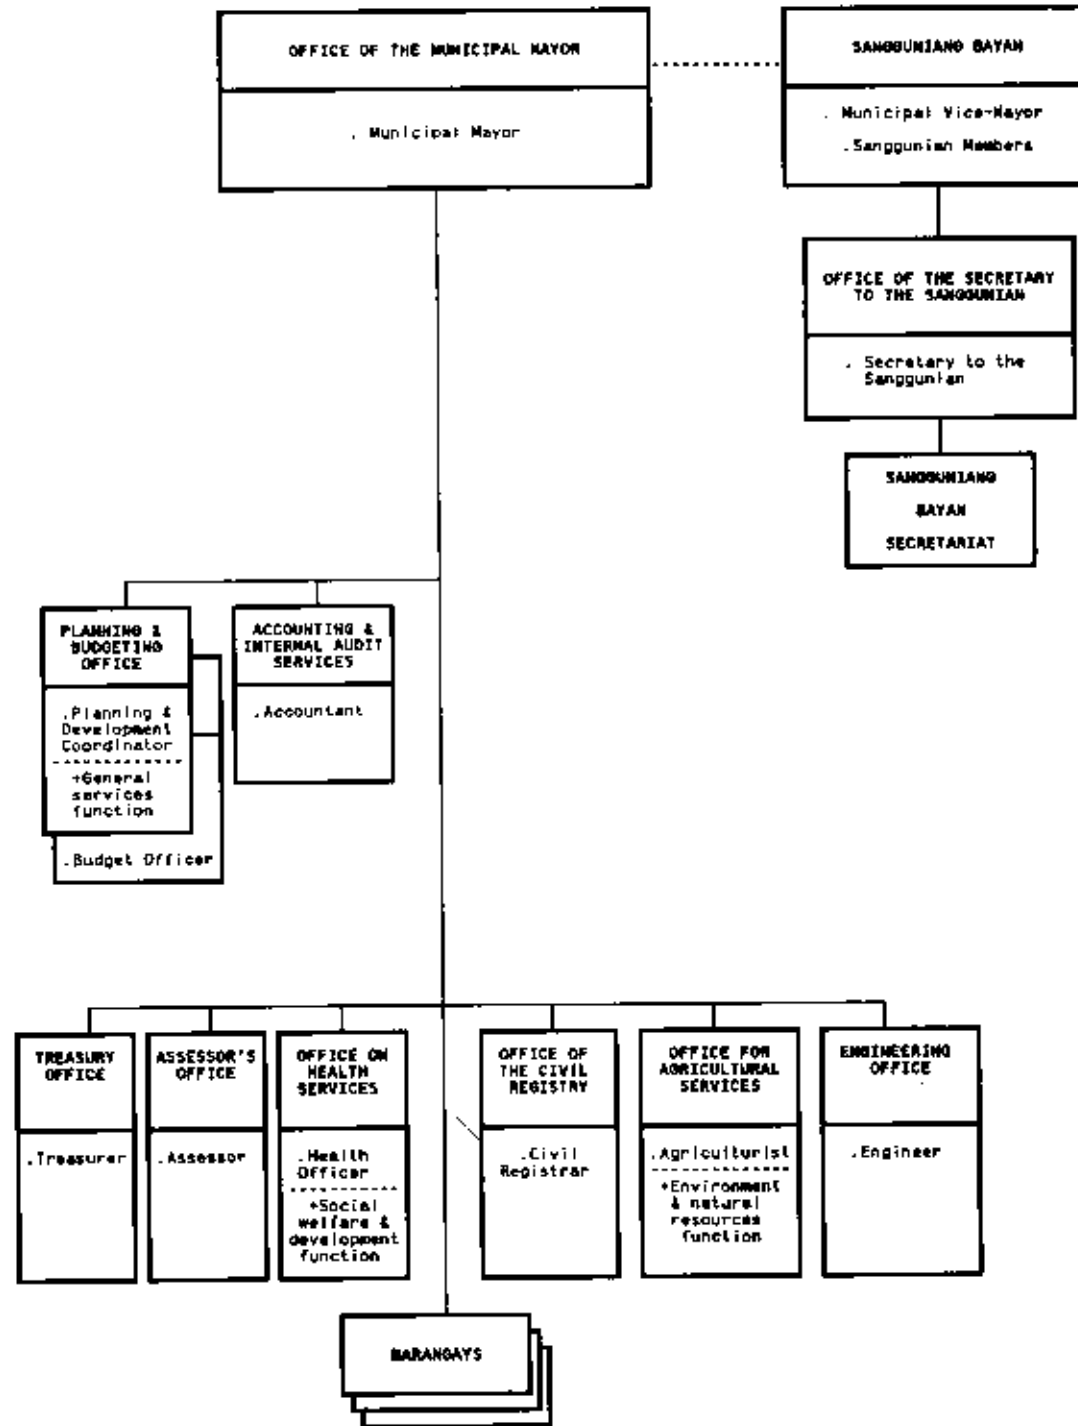 OFFICE OF THE MUNICIPAL MAYOR
. Municipal Mayor
SANGGUNIANG BAYAN
. Municipal Vice-Mayor
.Sanggunian Members
OFFICE OF THE SECRETARY
TO THE SANGGUNIAN
. Secretary to the
Sanggunian
SANGGUNIANG
BAYAN
SECRETARIAT
PLANNING &
BUDGETING
OFFICE
.Planning &
Development
Coordinator
+General
services
function
.Budget Officer
ACCOUNTING &
INTERNAL AUDIT
SERVICES
.Accountant
TREASURY
OFFICE
.Treasurer
ASSESSOR'S
OFFICE
.Assessor
OFFICE ON
HEALTH
SERVICES
.Health
Officer
+Social
welfare &
development
function
OFFICE OF
THE CIVIL
REGISTRY
.Civil
Registrar
OFFICE FOR
AGRICULTURAL
SERVICES
.Agriculturist
+Environment
& natural
resources
function
ENGINEERING
OFFICE
.Engineer
BARANGAYS